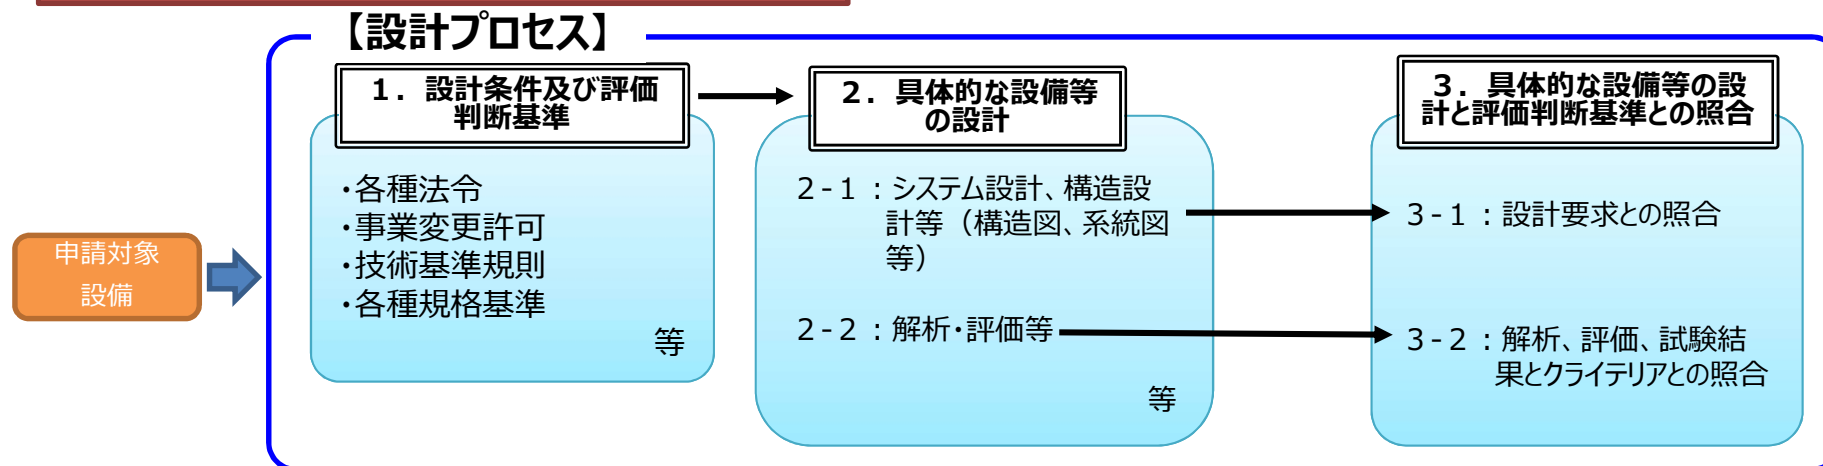 【設計プロセス】
申請対象
設備
１．設計条件及び評価
判断基準
・各種法令
・事業変更許可
・技術基準規則
・各種規格基準
等
２．具体的な設備等
の設計
２-１：システム設計、構造設
計等（構造図、系統図
等）
２-２：解析・評価等
等
３．具体的な設備等の設
計と評価判断基準との照合
３-１：設計要求との照合
３-２：解析、評価、試験結
果とクライテリアとの照合